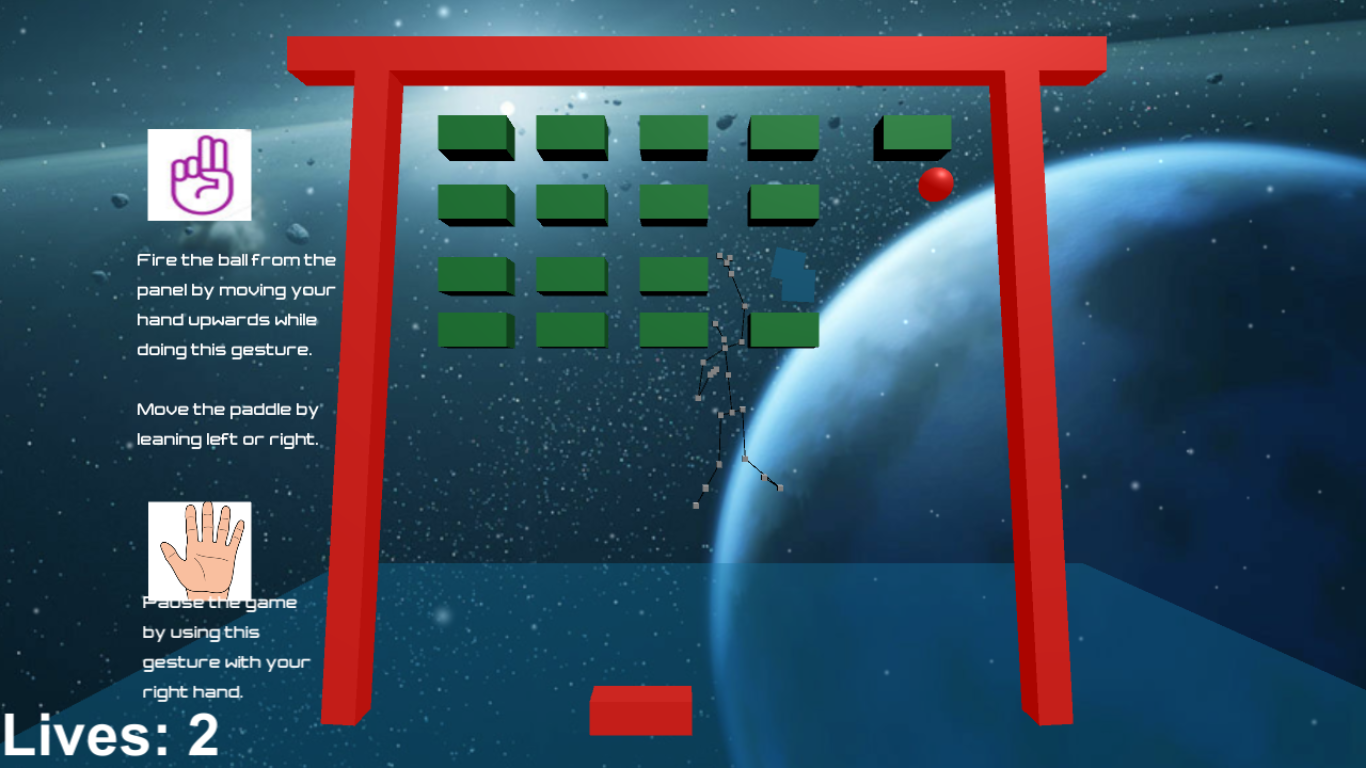 Fire the ball from the
panel by moving your
hand upwards while
doing this gesture.
Move the paddle by
leaning left or right.
Pause the game
by using this
gesture with your
right hand.
Lives: 2